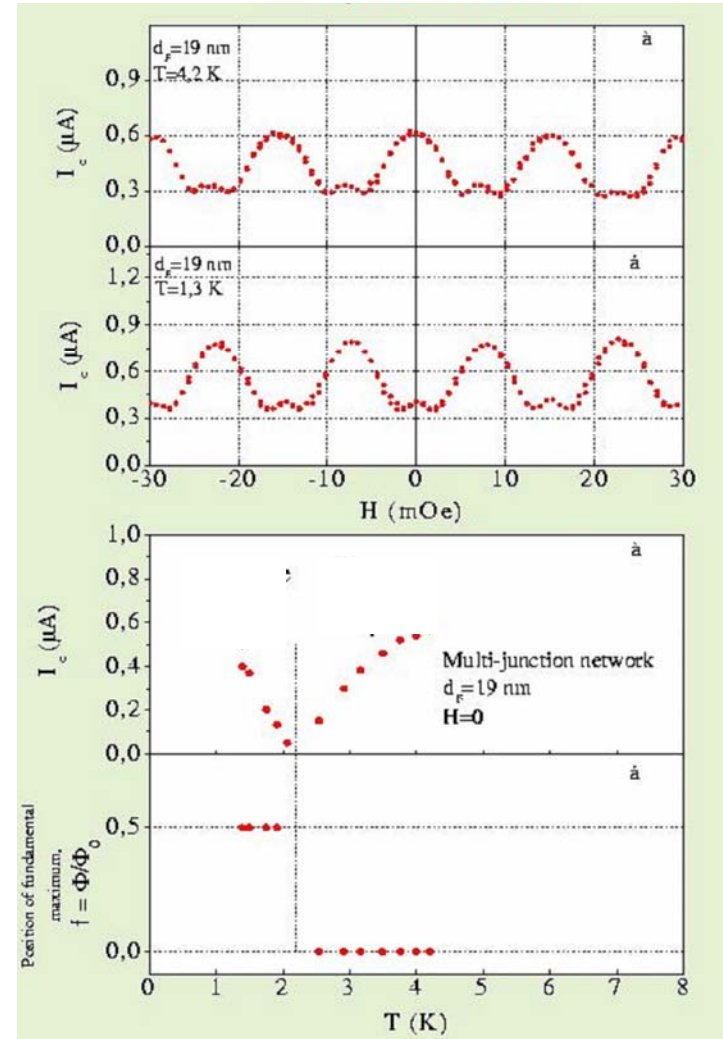 à
d_F=19 nm
T=4,2 K
0,9
0,6
0,3
0,0
I_c (μA)
á
d_F=19 nm
T=1,3 K
1,2
0,9
0,6
0,3
0,0
I_c (μA)
-30 -20 -10 0 10 20 30
H (mOe)
à
1,0
0,8
0,6
0,4
0,2
0,0
I_c (μA)
Multi-junction network
d_F=19 nm
H=0
á
0,5
0,0
Position of fundamental
maximum,
f = Φ/Φ₀
0 1 2 3 4 5 6 7 8
T (K)